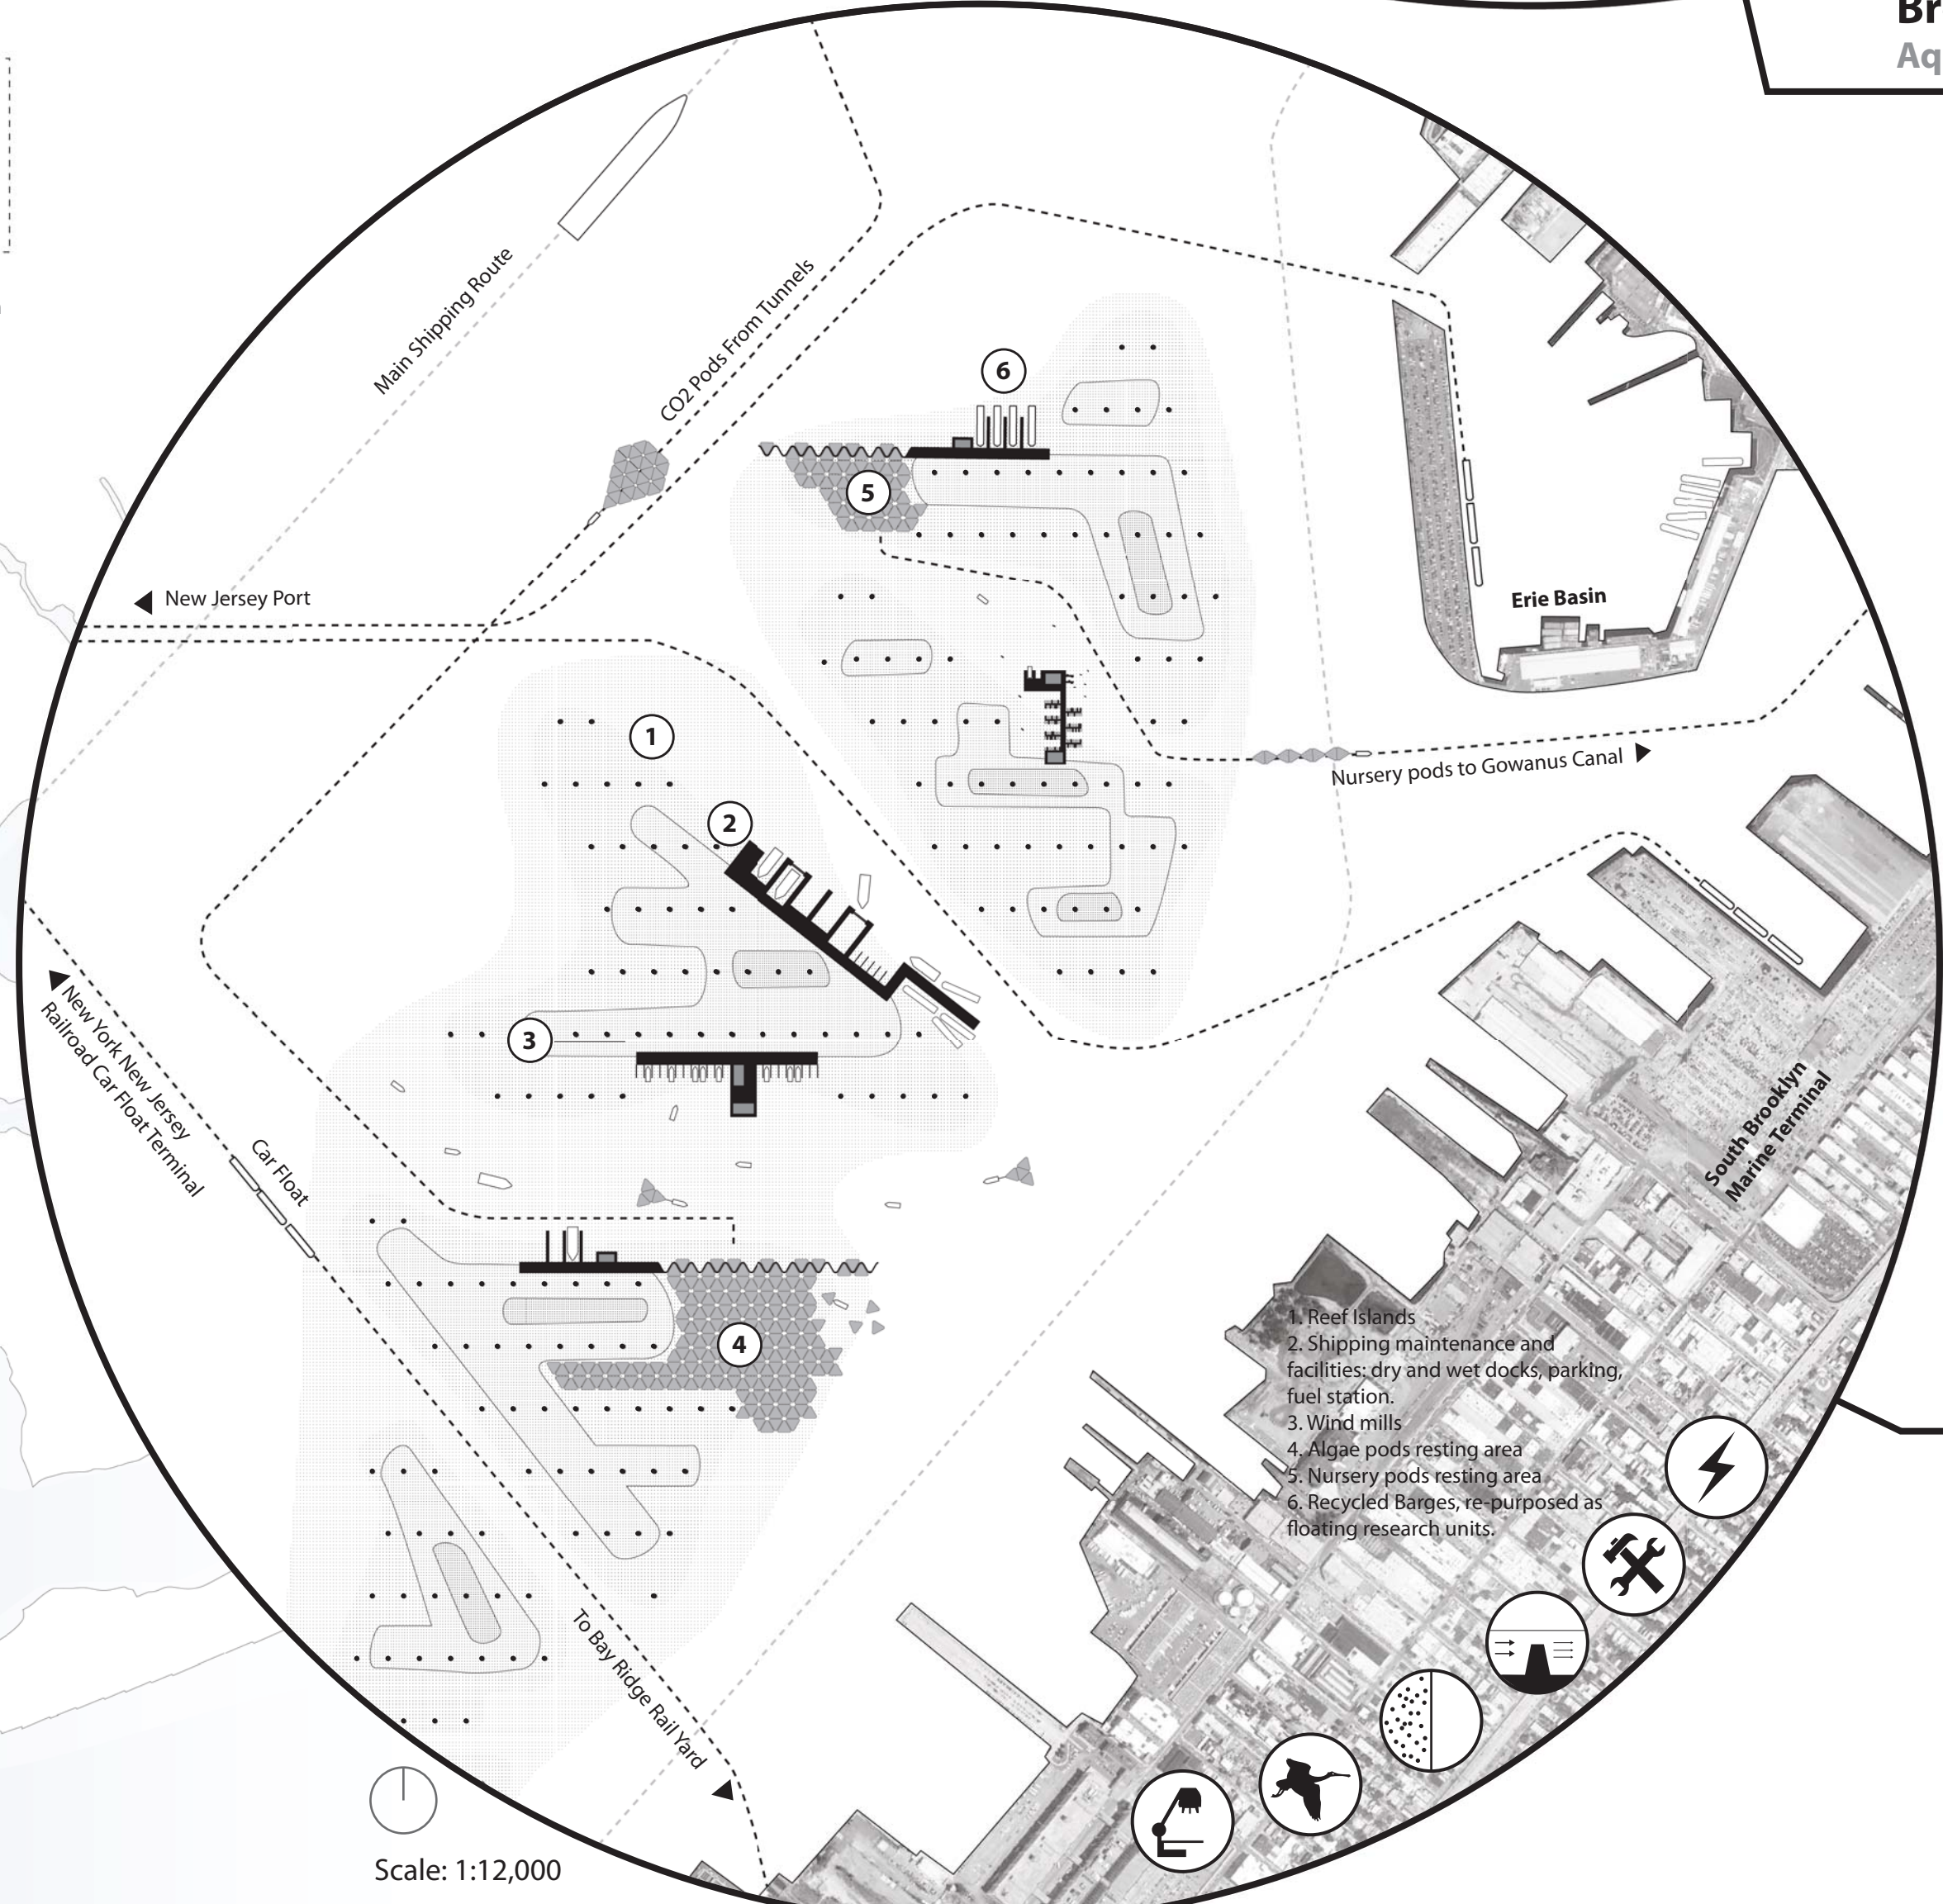 Br
Aq
Main Shipping Route
CO2 Pods From Tunnels
6
5
New Jersey Port
Erie Basin
1
Nursery pods to Gowanus Canal
2
3
New York New Jersey
Railroad Car Float Terminal
Car Float
South Brooklyn
Marine Terminal
4
1. Reef Islands
2. Shipping maintenance and
facilities: dry and wet docks, parking,
fuel station.
3. Wind mills
4. Algae pods resting area
5. Nursery pods resting area
6. Recycled Barges, re-purposed as
floating research units.
To Bay Ridge Rail Yard
Scale: 1:12,000